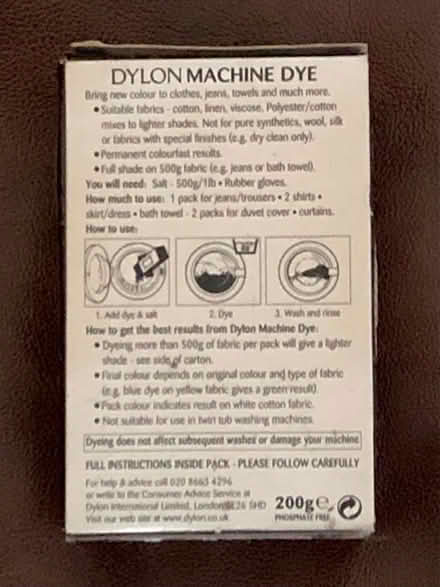 DYLON MACHINE DYE
Bring new colour to clothes, jeans, towels and much more.
• Suitable fabrics - cotton, linen, viscose. Polyester/cotton
mixes to lighter shades. Not for pure synthetics, wool, silk
or fabrics with special finishes (e.g. dry clean only).
• Permanent colourfast results.
• Full shade on 500g fabric (e.g. jeans or bath towel).
You will need: Salt - 500g/1lb • Rubber gloves.
How much to use: 1 pack for jeans/trousers • 2 shirts •
skirt/dress • bath towel - 2 packs for duvet cover • curtains.
How to use:
1. Add dye & salt 2. Dye 3. Wash and rinse
How to get the best results from Dylon Machine Dye:
• Dyeing more than 500g of fabric per pack will give a lighter
shade - see side of carton.
• Final colour depends on original colour and type of fabric
(e.g. blue dye on yellow fabric gives a green result).
• Pack colour indicates result on white cotton fabric.
• Not suitable for use in twin tub washing machines.
Dyeing does not affect subsequent washes or damage your machine
FULL INSTRUCTIONS INSIDE PACK - PLEASE FOLLOW CAREFULLY
For help & advice call 020 8663 4296
or write to the Consumer Advice Service at
Dylon International Limited, London SE26 5HD
Visit our web site at www.dylon.co.uk
200g e
PHOSPHATE FREE